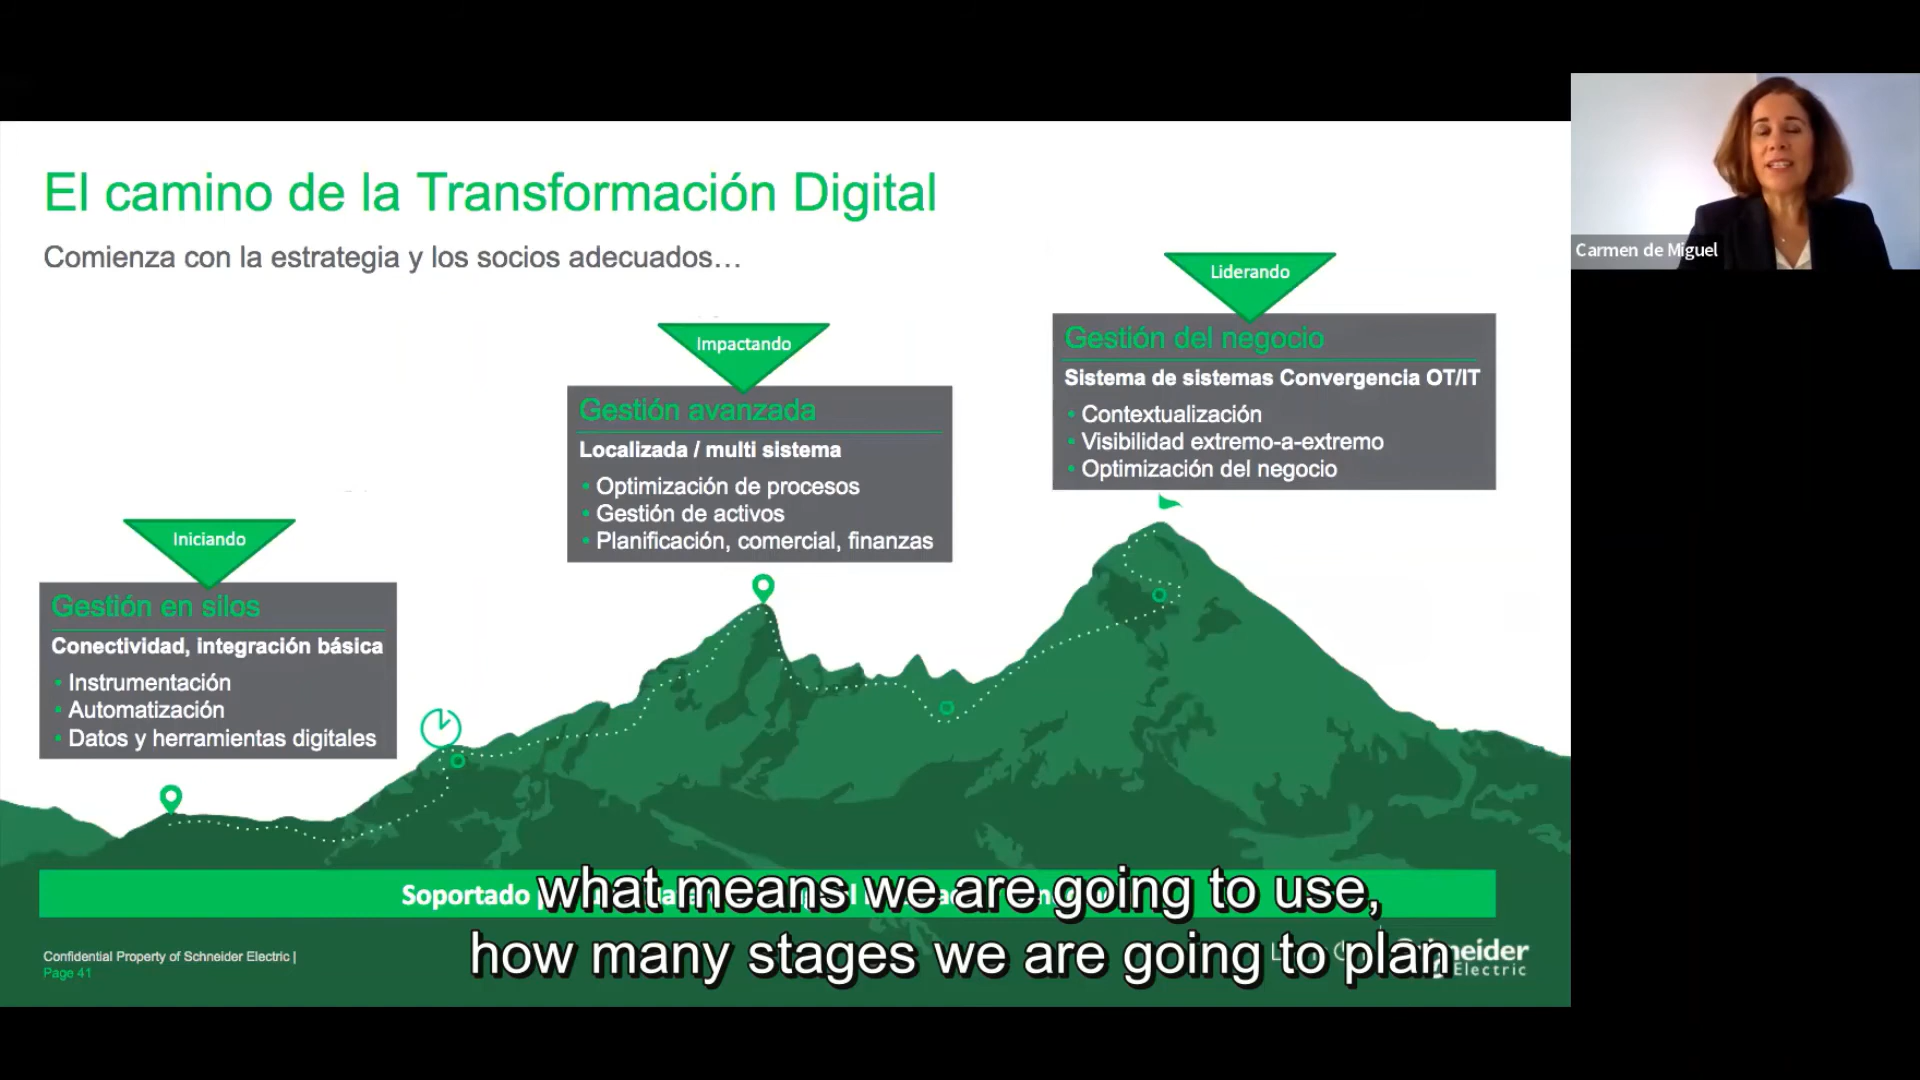 El camino de la Transformación Digital
Comienza con la estrategia y los socios adecuados…
Carmen de Miguel
Iniciando
Gestión en silos
Conectividad, integración básica
• Instrumentación
• Automatización
• Datos y herramientas digitales
Impactando
Gestión avanzada
Localizada / multi sistema
• Optimización de procesos
• Gestión de activos
• Planificación, comercial, finanzas
Liderando
Gestión del negocio
Sistema de sistemas Convergencia OT/IT
• Contextualización
• Visibilidad extremo-a-extremo
• Optimización del negocio
Soportado
what means we are going to use,
how many stages we are going to plan
Confidential Property of Schneider Electric |
Page 41
Schneider
Electric